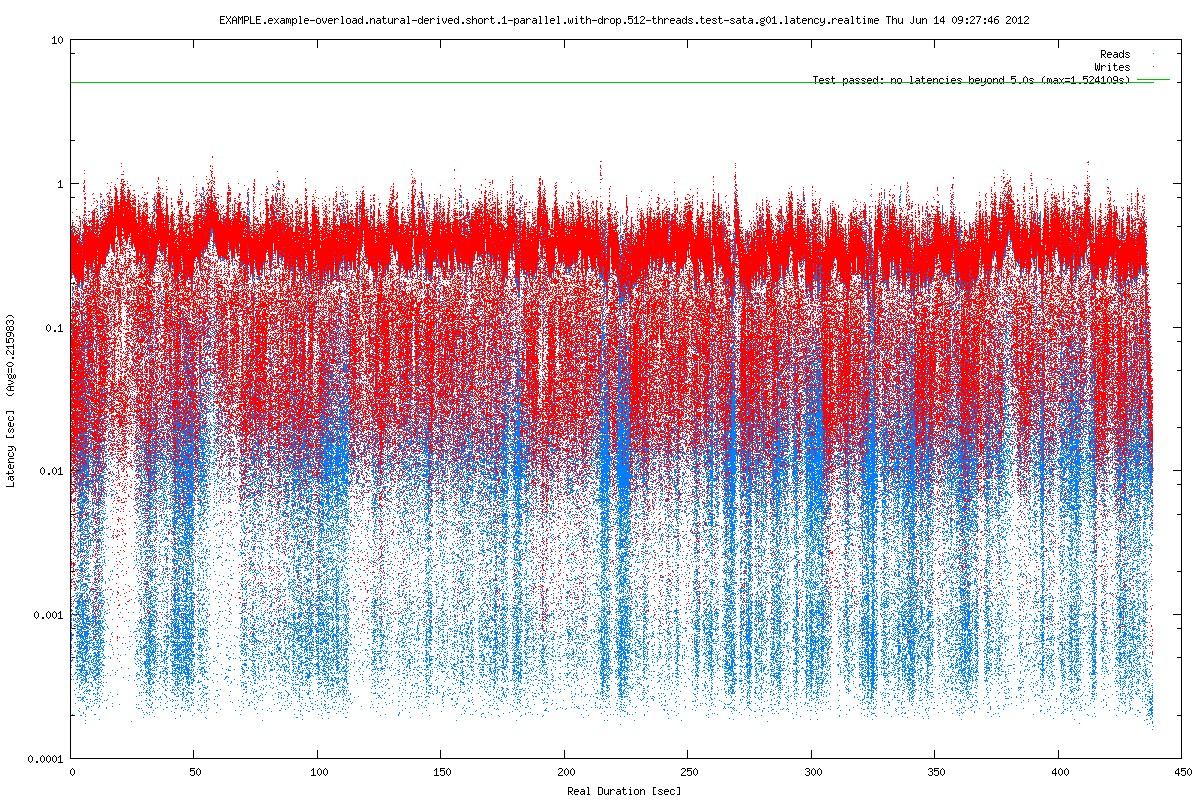 EXAMPLE.example-overload.natural-derived.short.1-parallel.with-drop.512-threads.test-sata.g01.latency.realtime Thu Jun 14 09:27:46 2012
Reads
Writes
Test passed: no latencies beyond 5.0s (max=1.524109s)
10
1
0.1
0.01
0.001
0.0001
Latency [sec] (Avg=0.215983)
0 50 100 150 200 250 300 350 400 450
Real Duration [sec]